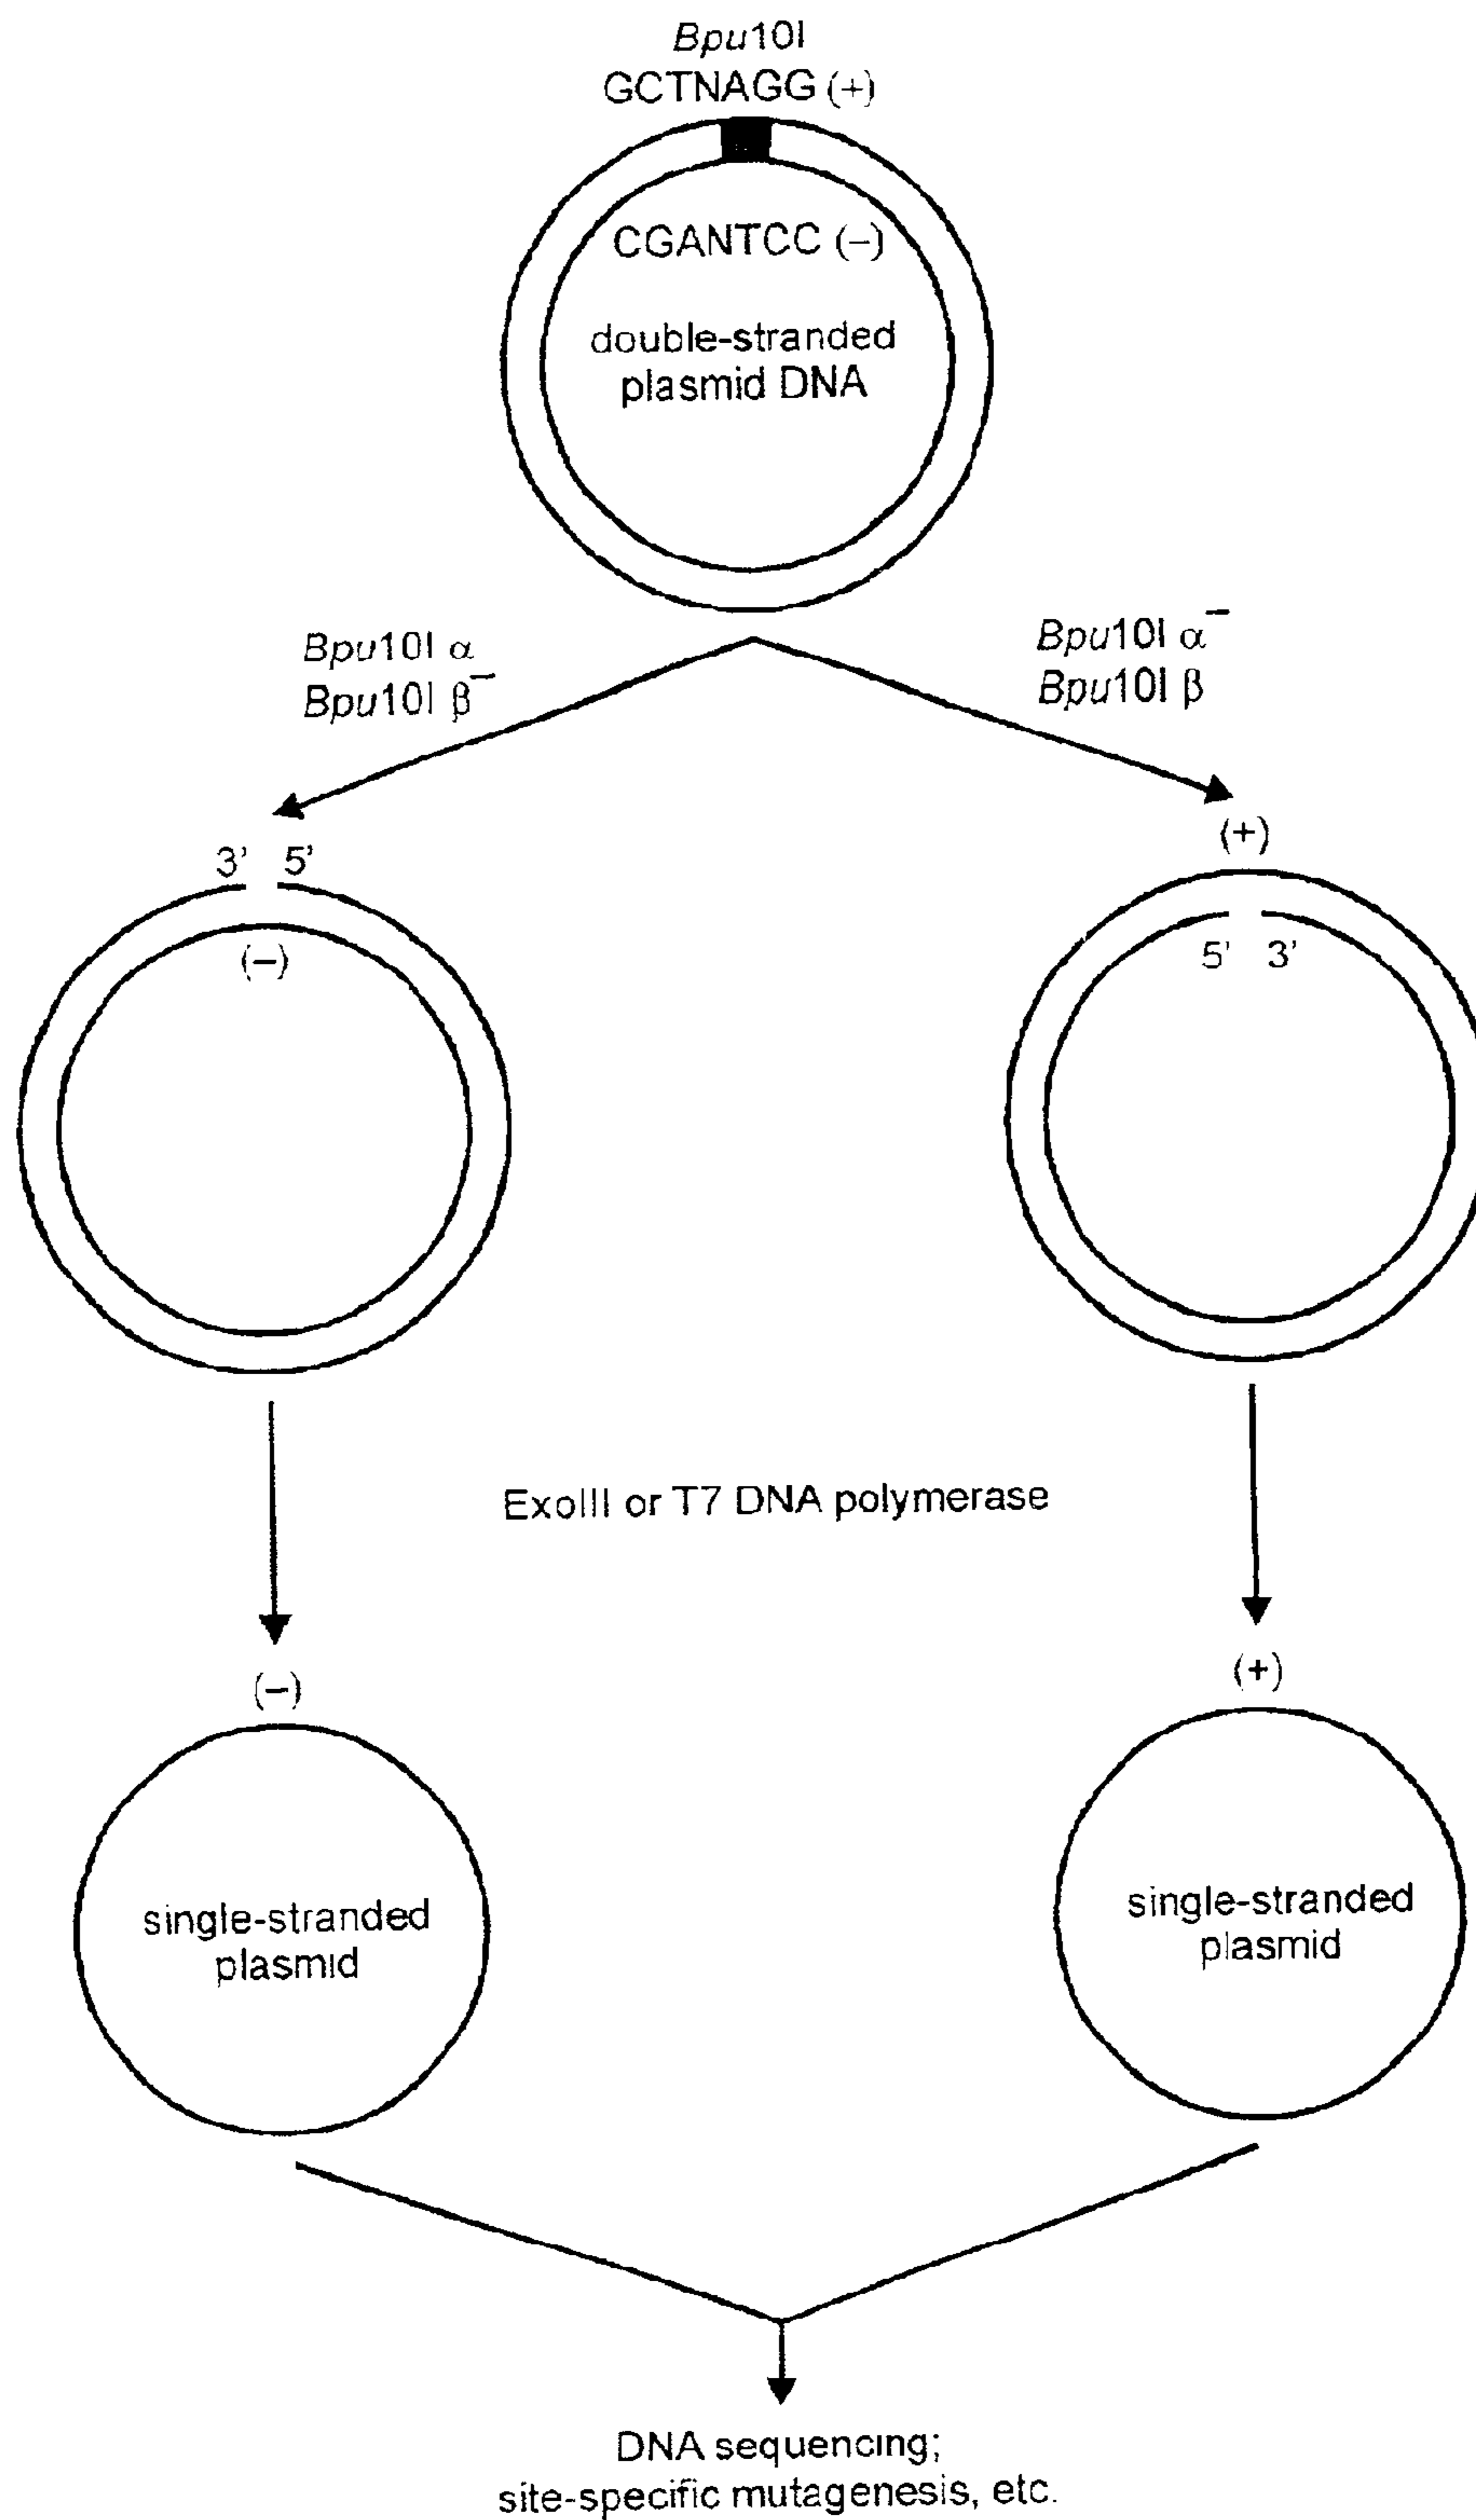 Bpu10I
GCTNAGG (+)
CGANTCC (−)
double-stranded
plasmid DNA
Bpu10I α
Bpu10I β⁻
Bpu10I α⁻
Bpu10I β
3' 5'
(−)
(+)
5' 3'
ExoIII or T7 DNA polymerase
(−)
single-stranded
plasmid
(+)
single-stranded
plasmid
DNA sequencing;
site-specific mutagenesis, etc.